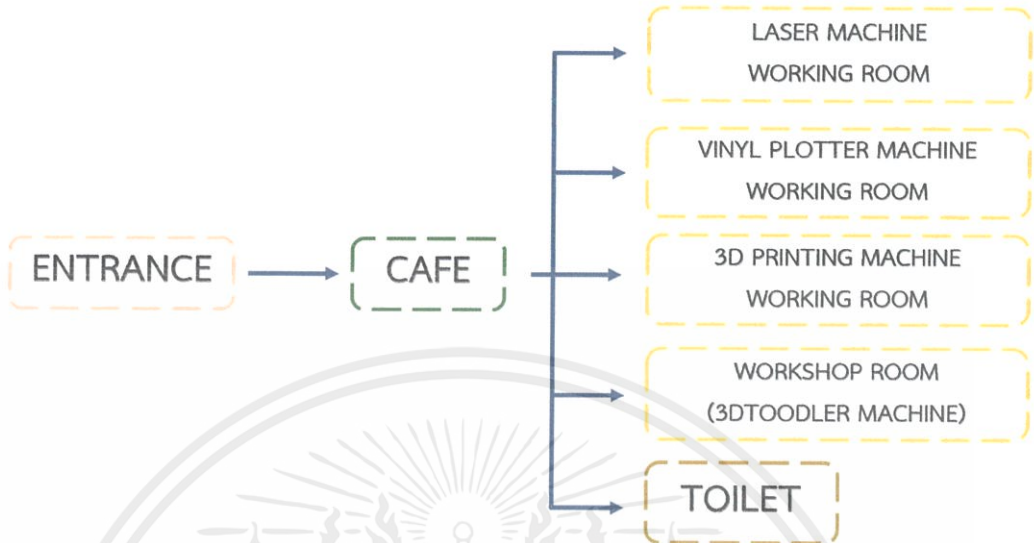 LASER MACHINE
WORKING ROOM
VINYL PLOTTER MACHINE
WORKING ROOM
ENTRANCE
CAFE
3D PRINTING MACHINE
WORKING ROOM
WORKSHOP ROOM
(3DTOODLER MACHINE)
TOILET